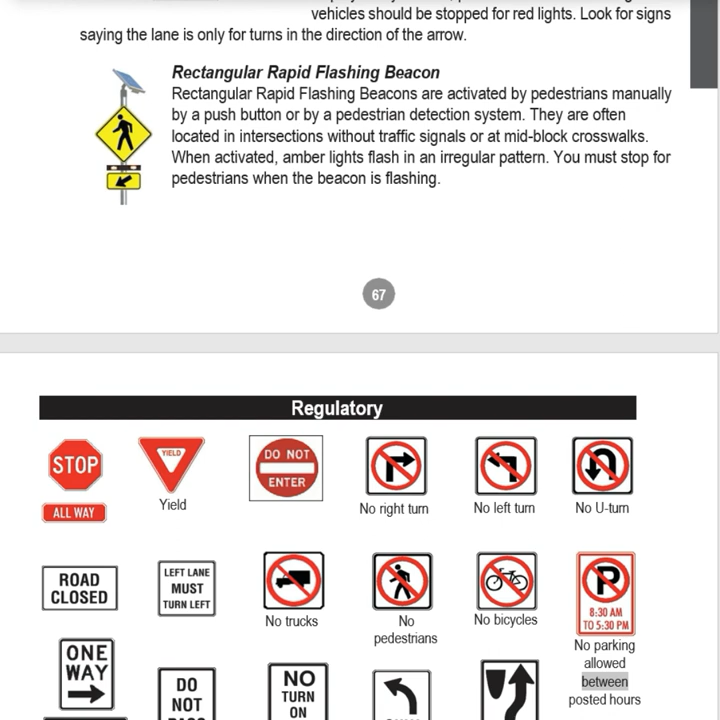 vehicles should be stopped for red lights. Look for signs
saying the lane is only for turns in the direction of the arrow.
Rectangular Rapid Flashing Beacon
Rectangular Rapid Flashing Beacons are activated by pedestrians manually
by a push button or by a pedestrian detection system. They are often
located in intersections without traffic signals or at mid-block crosswalks.
When activated, amber lights flash in an irregular pattern. You must stop for
pedestrians when the beacon is flashing.
67
Regulatory
STOP
ALL WAY
YIELD
Yield
DO NOT
ENTER
No right turn
No left turn
No U-turn
ROAD
CLOSED
LEFT LANE
MUST
TURN LEFT
No trucks
No
pedestrians
No bicycles
P
8:30 AM
TO 5:30 PM
No parking
allowed
between
posted hours
ONE
WAY
DO
NOT
NO
TURN
ON